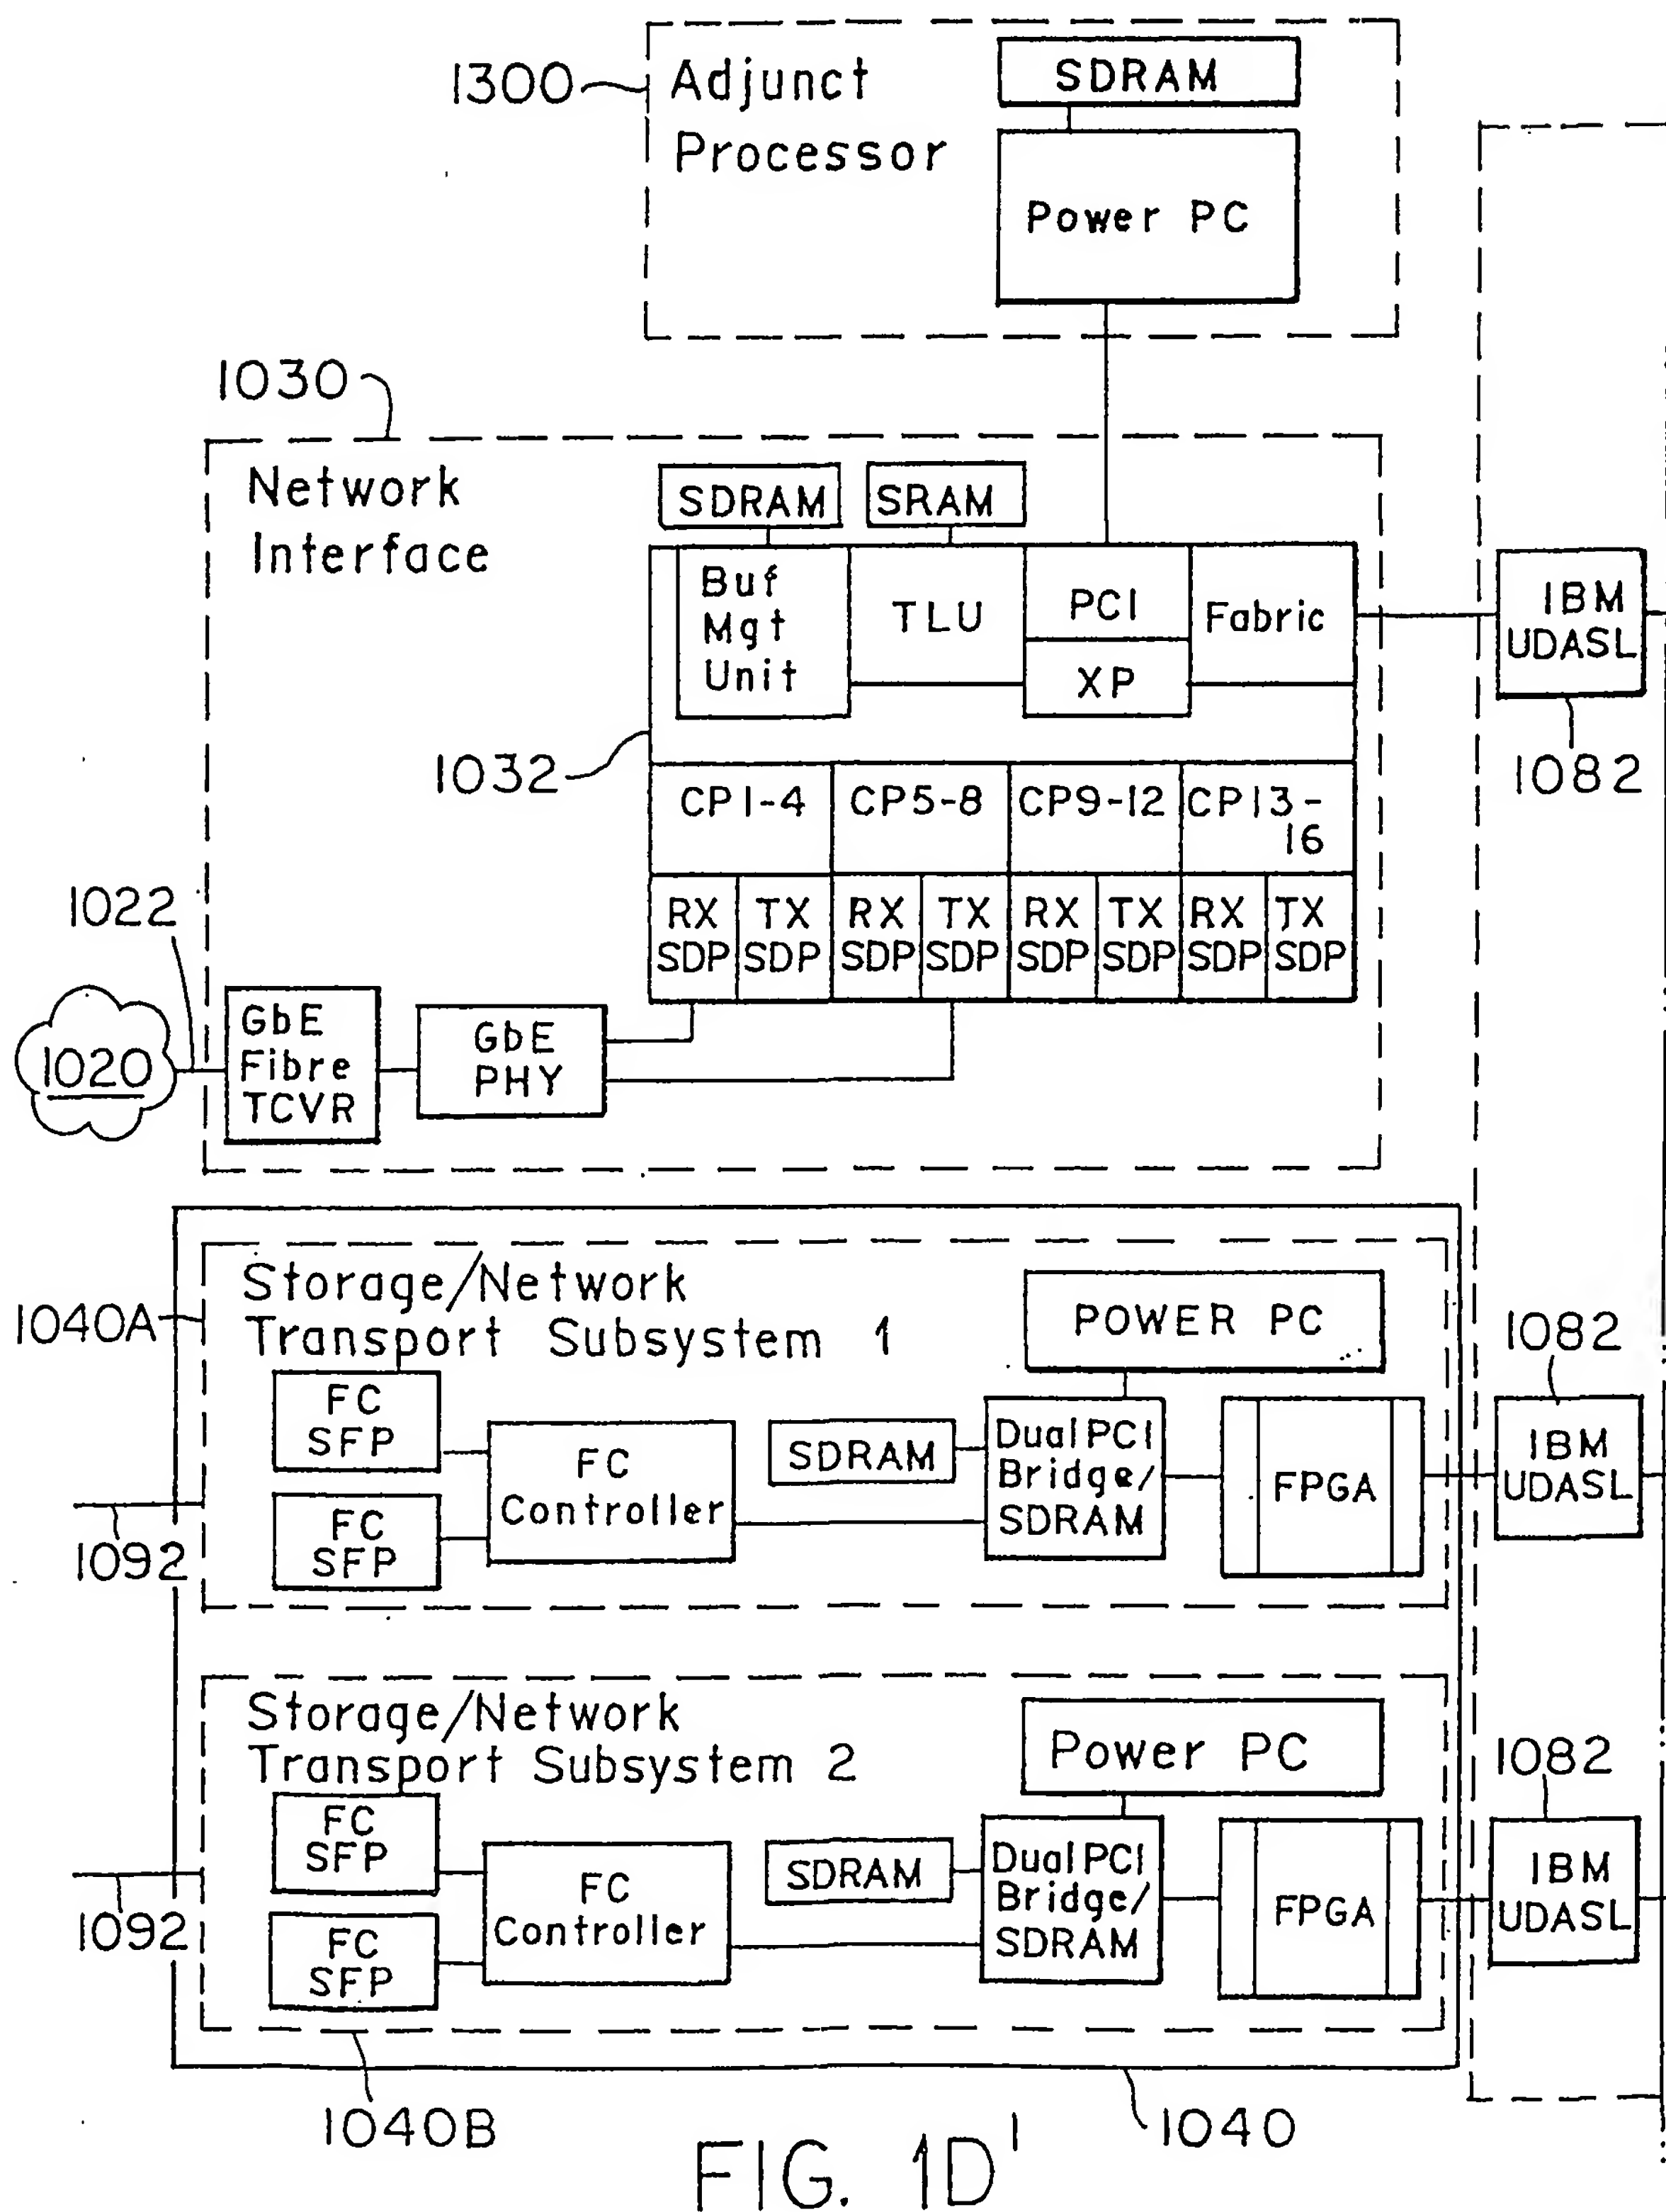 1300
Adjunct
Processor
SDRAM
Power PC
1030
Network
Interface
SDRAM
SRAM
Buf
Mgt
Unit
TLU
PCI
XP
Fabric
IBM
UDASL
1082
1032
CP1-4
CP5-8
CP9-12
CP13-
16
RX
SDP
TX
SDP
RX
SDP
TX
SDP
RX
SDP
TX
SDP
RX
SDP
TX
SDP
1022
1020
GbE
Fibre
TCVR
GbE
PHY
Storage/Network
Transport Subsystem 1
1040A
POWER PC
FC
SFP
FC
SFP
FC
Controller
SDRAM
Dual PCI
Bridge/
SDRAM
FPGA
1082
IBM
UDASL
1092
Storage/Network
Transport Subsystem 2
Power PC
FC
SFP
FC
SFP
FC
Controller
SDRAM
Dual PCI
Bridge/
SDRAM
FPGA
1082
IBM
UDASL
1092
1040B
1040
FIG. 1D'